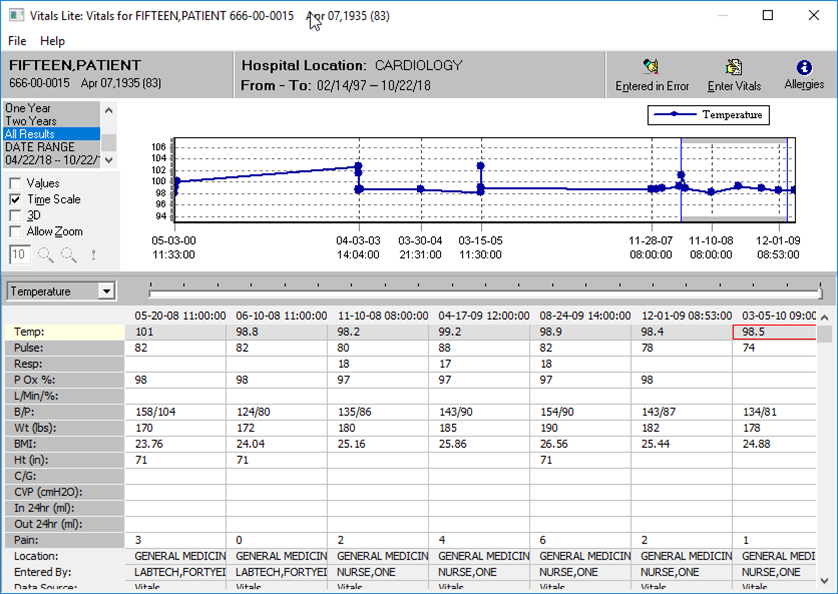 Vitals Lite: Vitals for FIFTEEN,PATIENT 666-00-0015 Apr 07,1935 (83)
File Help
FIFTEEN,PATIENT
666-00-0015 Apr 07,1935 (83)
Hospital Location: CARDIOLOGY
From - To: 02/14/97 -- 10/22/18
Entered in Error
Enter Vitals
Allergies
One Year
Two Years
All Results
DATE RANGE
04/22/18 -- 10/22/
Values
Time Scale
3D
Allow Zoom
10
Temperature
106
104
102
100
98
96
94
05-03-00 04-03-03 03-30-04 03-15-05 11-28-07 11-10-08 12-01-09
11:33:00 14:04:00 21:31:00 11:30:00 08:00:00 08:00:00 08:53:00
Temperature
05-20-08 11:00:00 06-10-08 11:00:00 11-10-08 08:00:00 04-17-09 12:00:00 08-24-09 14:00:00 12-01-09 08:53:00 03-05-10 09:00
Temp: 101 98.8 98.2 99.2 98.9 98.4 98.5
Pulse: 82 82 80 88 82 78 74
Resp: 18 17 18
P Ox %: 98 98 97 97 97 98
L/Min/%:
B/P: 158/104 124/80 135/86 143/90 154/90 143/87 134/81
Wt (lbs): 170 172 180 185 190 182 178
BMI: 23.76 24.04 25.16 25.86 26.56 25.44 24.88
Ht (in): 71 71 71
C/G:
CVP (cmH2O):
In 24hr (ml):
Out 24hr (ml):
Pain: 3 0 2 4 6 2 1
Location: GENERAL MEDICIN GENERAL MEDICIN GENERAL MEDICIN GENERAL MEDICIN GENERAL MEDICIN GENERAL MEDICIN GENERAL MEDI
Entered By: LABTECH,FORTYEI LABTECH,FORTYEI NURSE,ONE NURSE,ONE NURSE,ONE NURSE,ONE NURSE,ONE
Data Source: Vitals Vitals Vitals Vitals Vitals Vitals Vitals